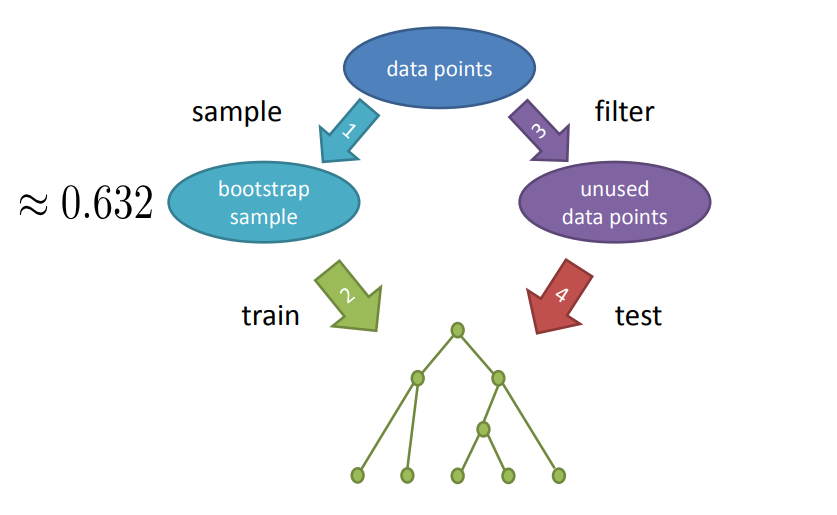 data points
sample
1
3
filter
≈ 0.632
bootstrap
sample
unused
data points
train
2
4
test